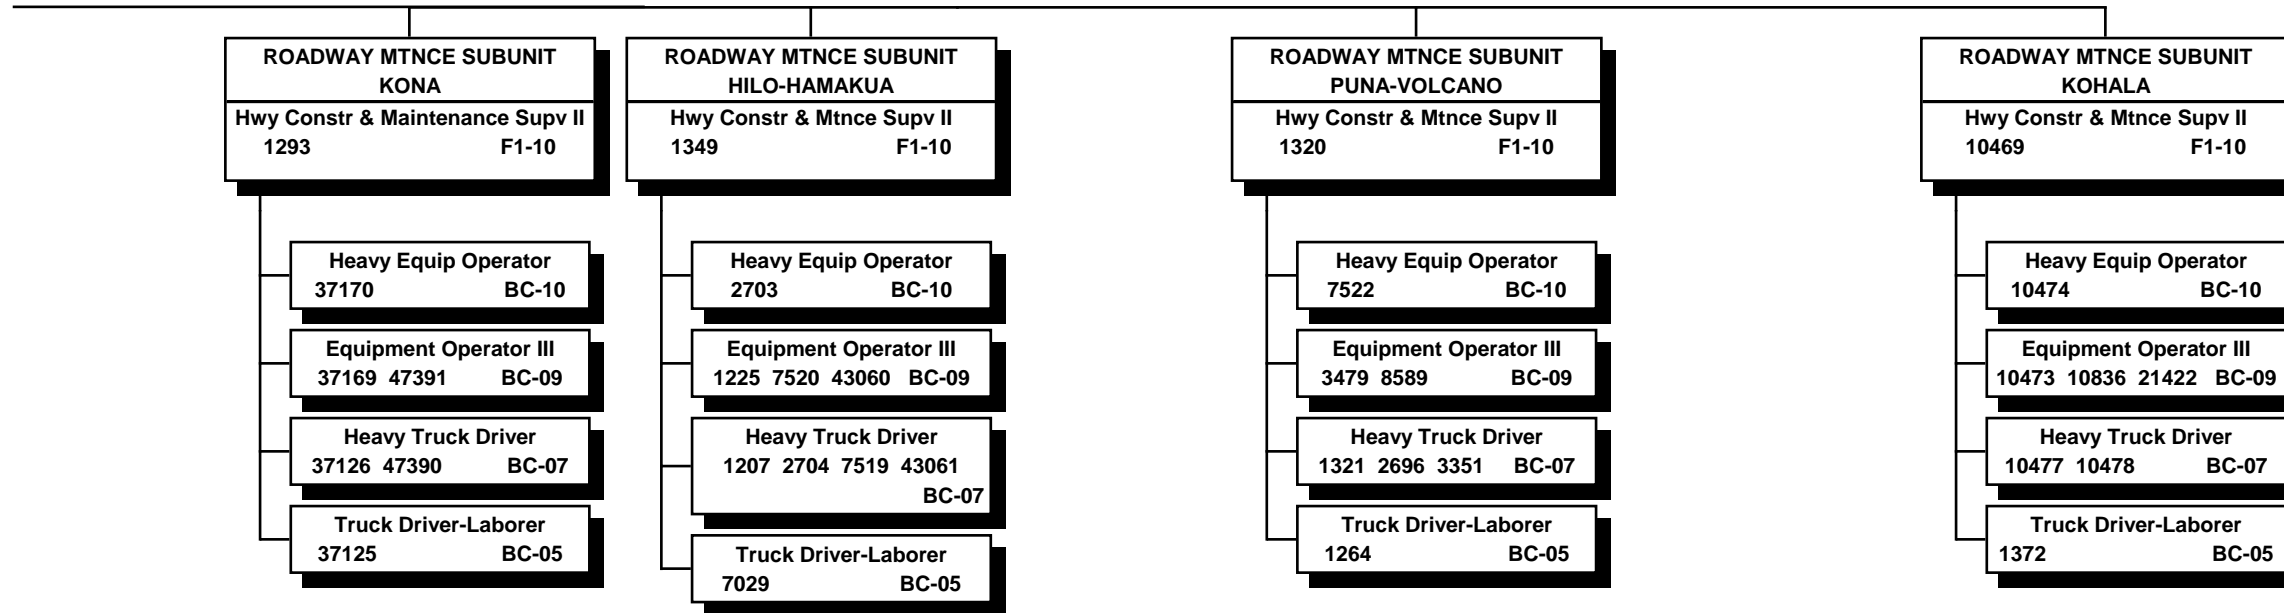 ROADWAY MTNCE SUBUNIT
KONA
Hwy Constr & Maintenance Supv II
1293 F1-10
Heavy Equip Operator
37170 BC-10
Equipment Operator III
37169 47391 BC-09
Heavy Truck Driver
37126 47390 BC-07
Truck Driver-Laborer
37125 BC-05
ROADWAY MTNCE SUBUNIT
HILO-HAMAKUA
Hwy Constr & Mtnce Supv II
1349 F1-10
Heavy Equip Operator
2703 BC-10
Equipment Operator III
1225 7520 43060 BC-09
Heavy Truck Driver
1207 2704 7519 43061
BC-07
Truck Driver-Laborer
7029 BC-05
ROADWAY MTNCE SUBUNIT
PUNA-VOLCANO
Hwy Constr & Mtnce Supv II
1320 F1-10
Heavy Equip Operator
7522 BC-10
Equipment Operator III
3479 8589 BC-09
Heavy Truck Driver
1321 2696 3351 BC-07
Truck Driver-Laborer
1264 BC-05
ROADWAY MTNCE SUBUNIT
KOHALA
Hwy Constr & Mtnce Supv II
10469 F1-10
Heavy Equip Operator
10474 BC-10
Equipment Operator III
10473 10836 21422 BC-09
Heavy Truck Driver
10477 10478 BC-07
Truck Driver-Laborer
1372 BC-05